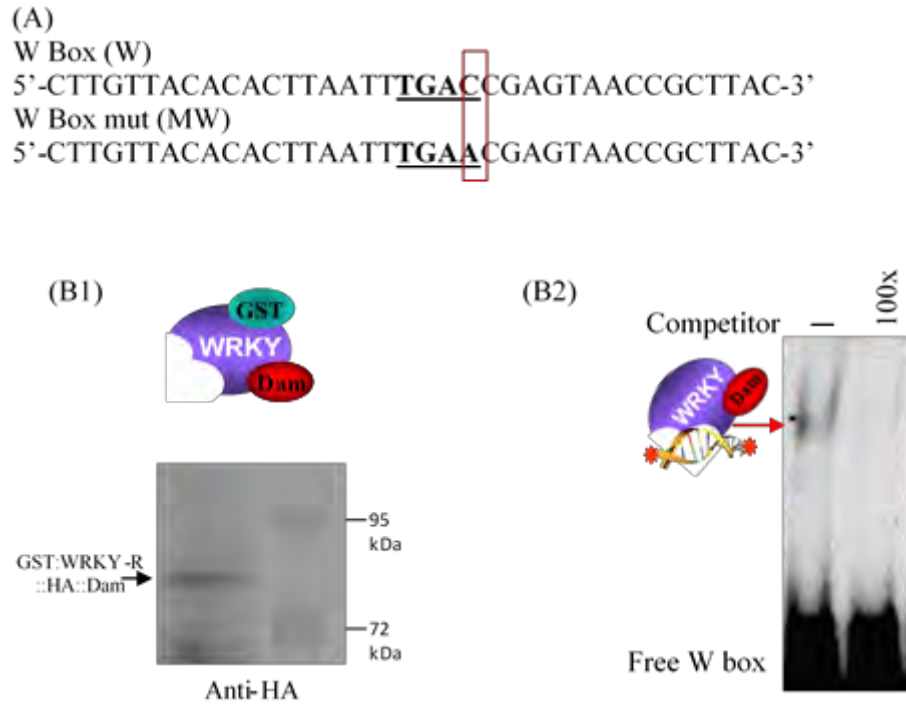 (A)
W Box (W)
5’-CTTGTTACACACTTAATTTGACCGAGTAACCGCTTAC-3’
W Box mut (MW)
5’-CTTGTTACACACTTAATTTGAACGAGTAACCGCTTAC-3’
(B1)
GST
WRKY
Dam
95
kDa
GST:WRKY-R
::HA::Dam
72
kDa
Anti-HA
(B2)
Competitor
–
100x
WRKY
Dam
Free W box